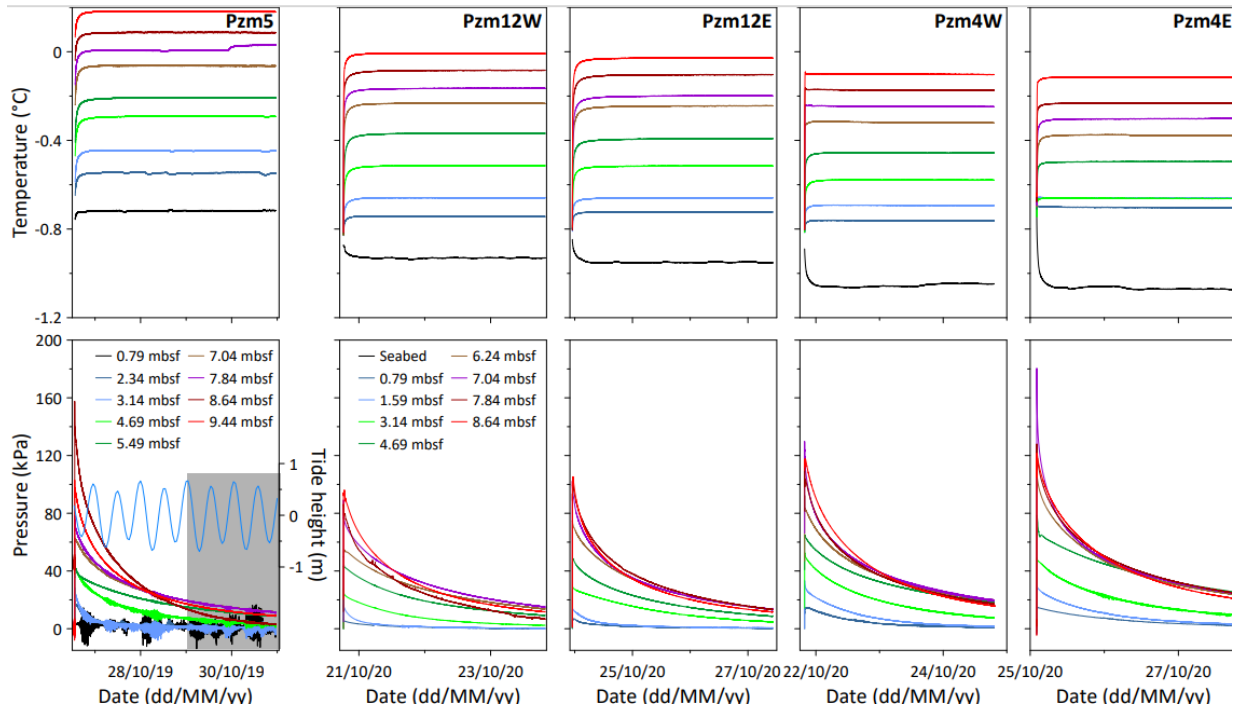 Pzm5 Pzm12W Pzm12E Pzm4W Pzm4E
Temperature (°C)
0
-0.4
-0.8
-1.2
Pressure (kPa)
200
160
120
80
40
0
0.79 mbsf 7.04 mbsf
2.34 mbsf 7.84 mbsf
3.14 mbsf 8.64 mbsf
4.69 mbsf 9.44 mbsf
5.49 mbsf
Tide height (m)
1
0
-1
Seabed 6.24 mbsf
0.79 mbsf 7.04 mbsf
1.59 mbsf 7.84 mbsf
3.14 mbsf 8.64 mbsf
4.69 mbsf
28/10/19 30/10/19 21/10/20 23/10/20 25/10/20 27/10/20 22/10/20 24/10/20 25/10/20 27/10/20
Date (dd/MM/yy) Date (dd/MM/yy) Date (dd/MM/yy) Date (dd/MM/yy) Date (dd/MM/yy)